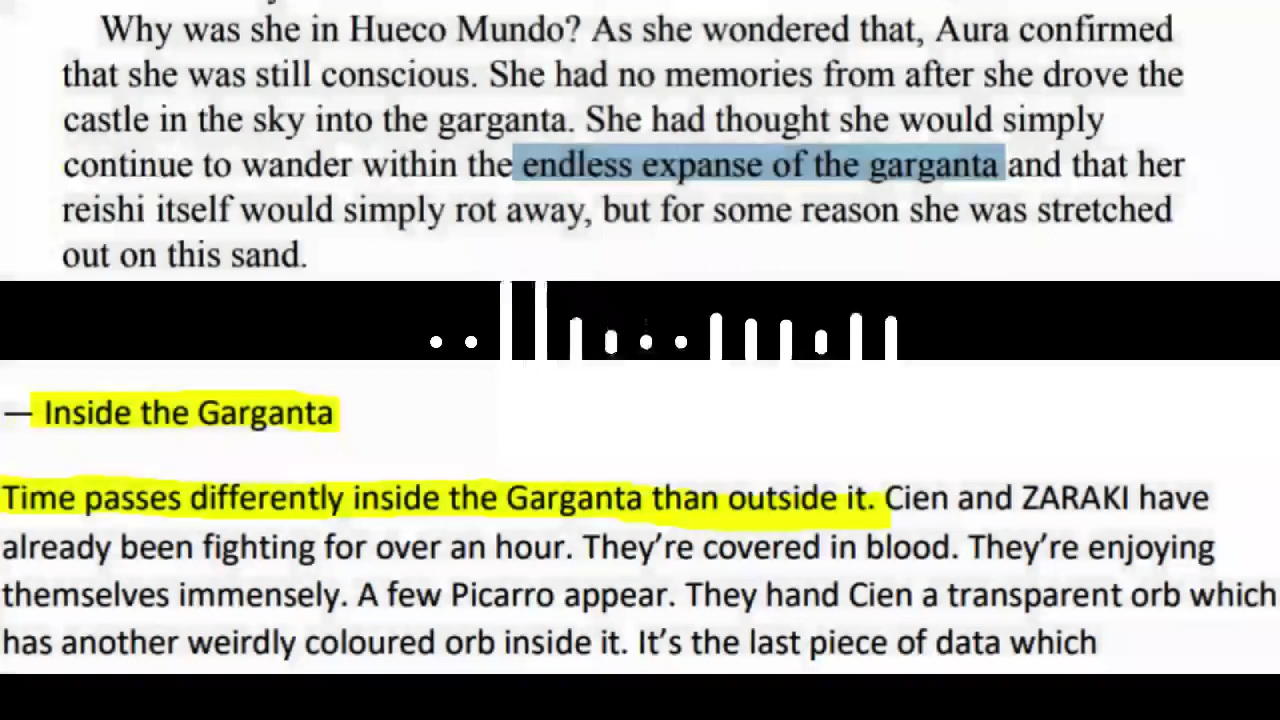 Why was she in Hueco Mundo? As she wondered that, Aura confirmed
that she was still conscious. She had no memories from after she drove the
castle in the sky into the garganta. She had thought she would simply
continue to wander within the endless expanse of the garganta and that her
reishi itself would simply rot away, but for some reason she was stretched
out on this sand.
— Inside the Garganta
Time passes differently inside the Garganta than outside it. Cien and ZARAKI have
already been fighting for over an hour. They’re covered in blood. They’re enjoying
themselves immensely. A few Picarro appear. They hand Cien a transparent orb which
has another weirdly coloured orb inside it. It’s the last piece of data which